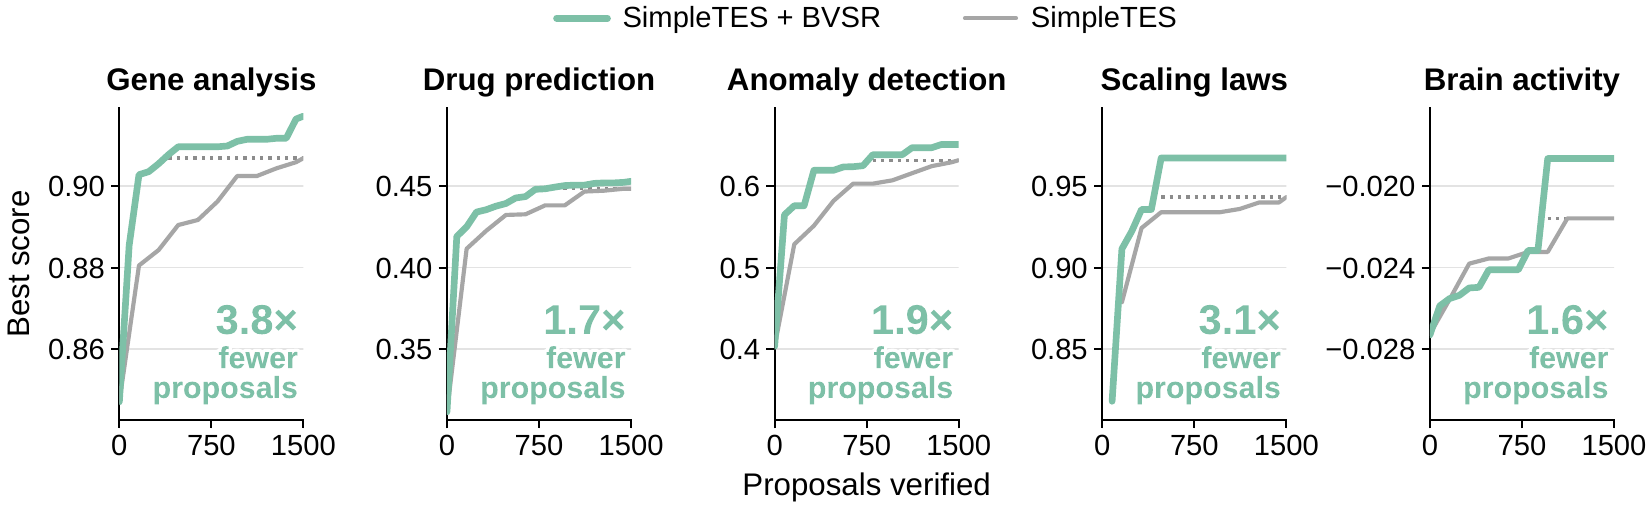 SimpleTES + BVSR
SimpleTES
Gene analysis
Drug prediction
Anomaly detection
Scaling laws
Brain activity
Best score
0.90
0.88
0.86
3.8×
fewer
proposals
0
750
1500
0.45
0.40
0.35
1.7×
fewer
proposals
0
750
1500
0.6
0.5
0.4
1.9×
fewer
proposals
0
750
1500
0.95
0.90
0.85
3.1×
fewer
proposals
0
750
1500
−0.020
−0.024
−0.028
1.6×
fewer
proposals
0
750
1500
Proposals verified